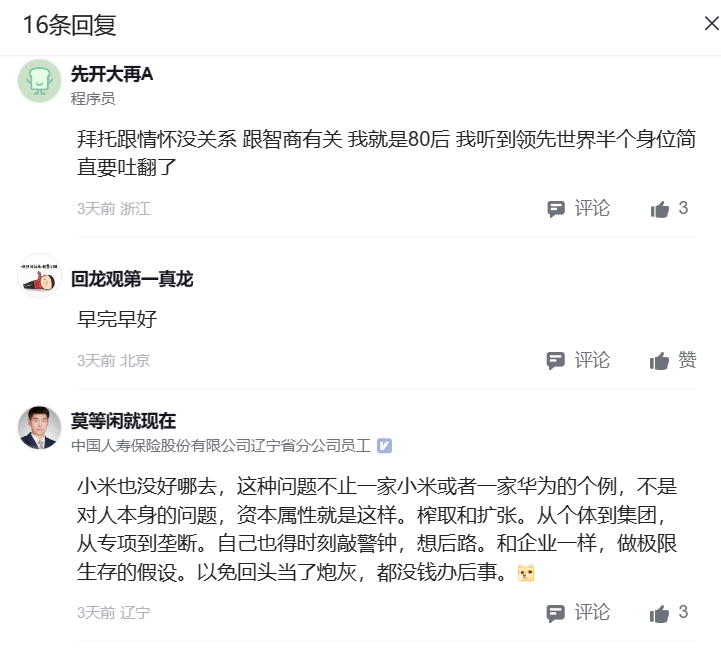 16条回复
先开大再A
程序员
拜托跟情怀没关系 跟智商有关 我就是80后 我听到领先世界半个身位简
直要吐翻了
3天前 浙江
评论
3
回龙观第一真龙
早完早好
3天前 北京
评论
赞
莫等闲就现在
中国人寿保险股份有限公司辽宁省分公司员工
小米也没好哪去，这种问题不止一家小米或者一家华为的个例，不是
对人本身的问题，资本属性就是这样。榨取和扩张。从个体到集团，
从专项到垄断。自己也得时刻敲警钟，想后路。和企业一样，做极限
生存的假设。以免回头当了炮灰，都没钱办后事。
3天前 辽宁
评论
3